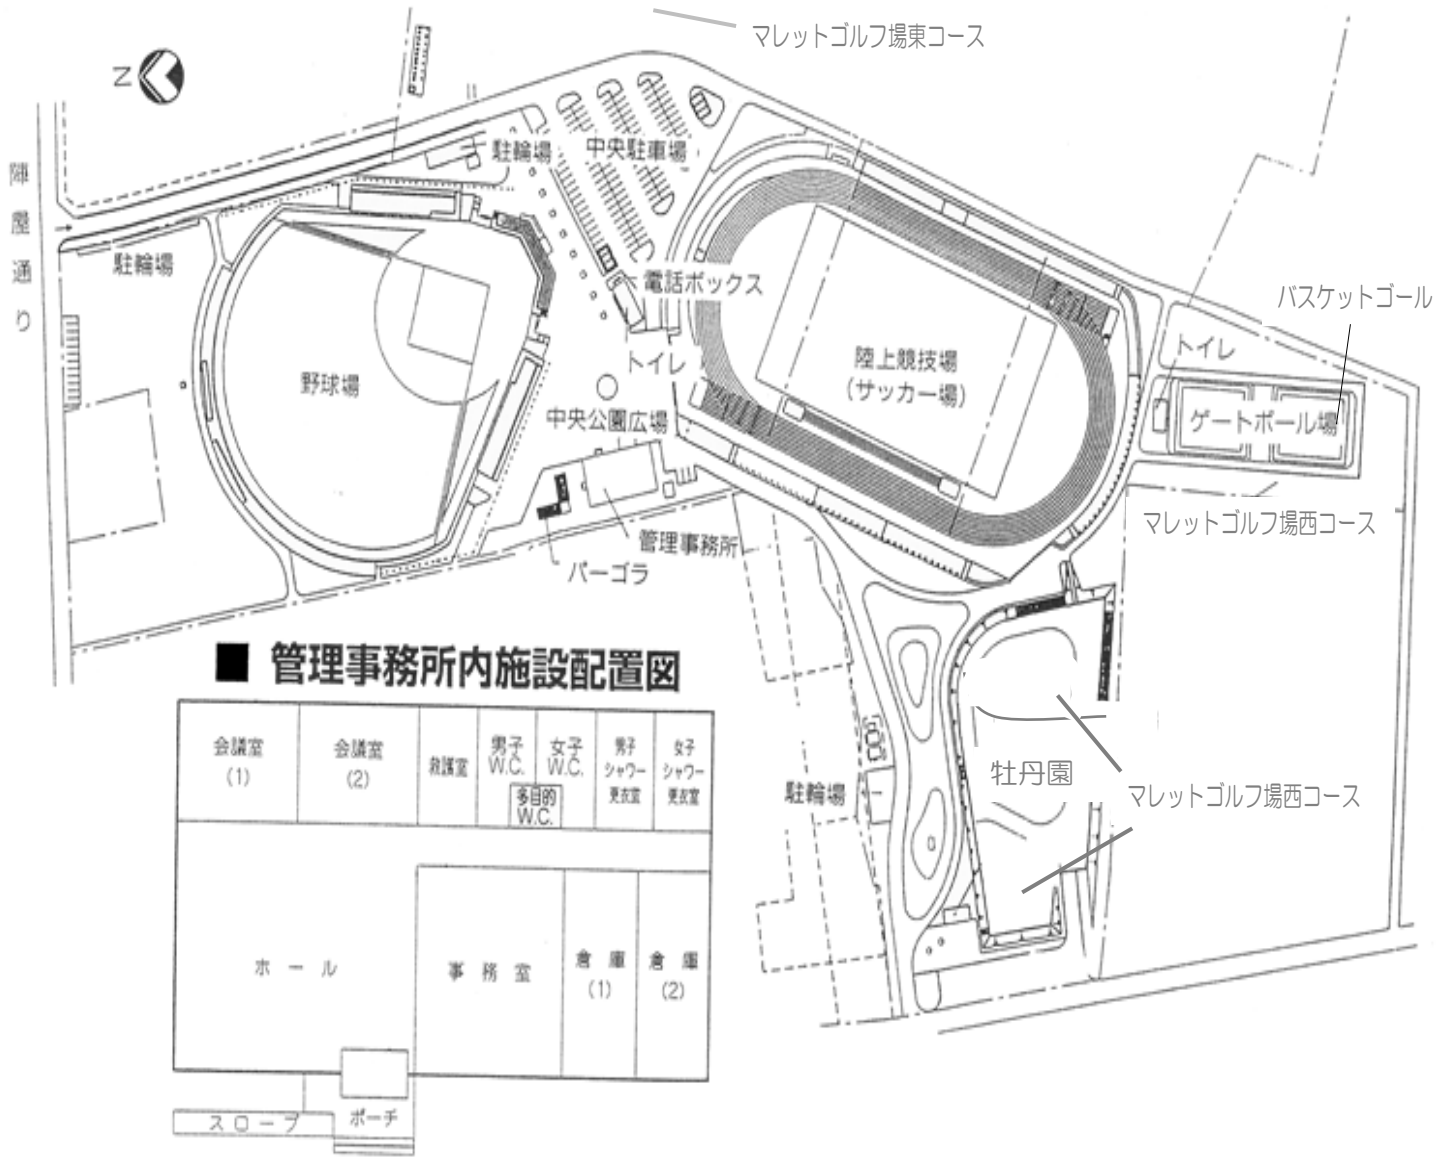 マレットゴルフ場東コース
N
駐輪場
中央駐車場
陣屋通り
駐輪場
電話ボックス
バスケットゴール
トイレ
トイレ
陸上競技場
(サッカー場)
野球場
中央公園広場
ゲートボール場
マレットゴルフ場西コース
管理事務所
パーゴラ
■ 管理事務所内施設配置図
会議室
(1)
会議室
(2)
救護室
男子
W.C.
女子
W.C.
多目的
W.C.
男子
シャワー
更衣室
女子
シャワー
更衣室
牡丹園
駐輪場
マレットゴルフ場西コース
ホール
事務室
倉庫
(1)
倉庫
(2)
スロープ
ポーチ